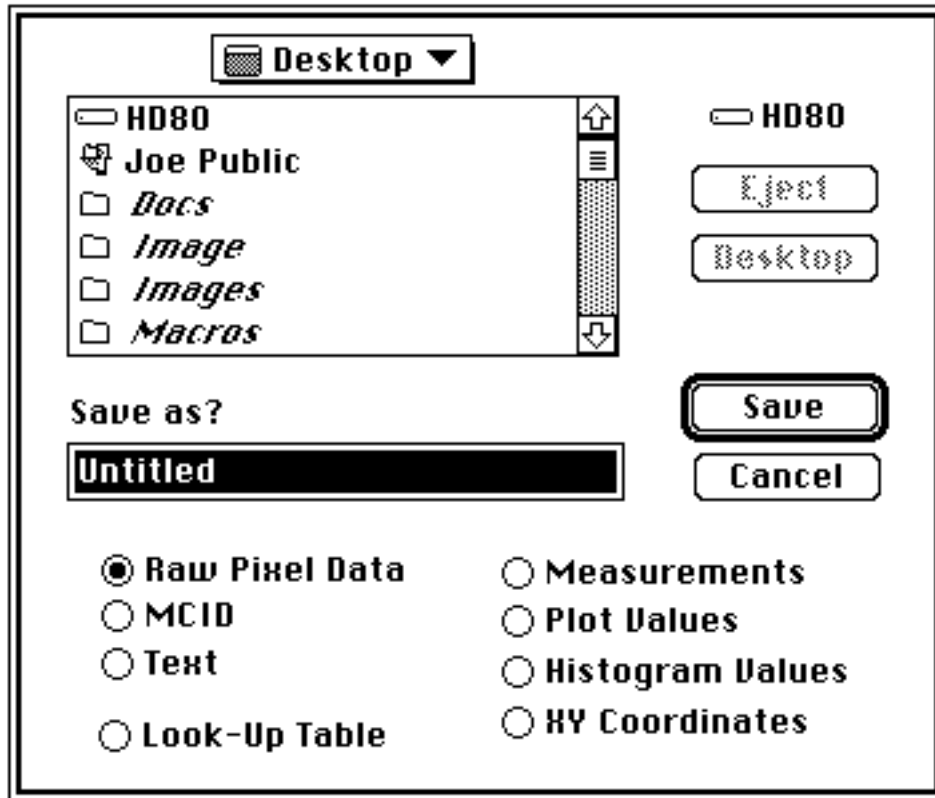 Desktop
HD80
Joe Public
Docs
Image
Images
Macros
HD80
Eject
Desktop
Save as?
Untitled
Save
Cancel
Raw Pixel Data
MCID
Text
Look-Up Table
Measurements
Plot Values
Histogram Values
XY Coordinates